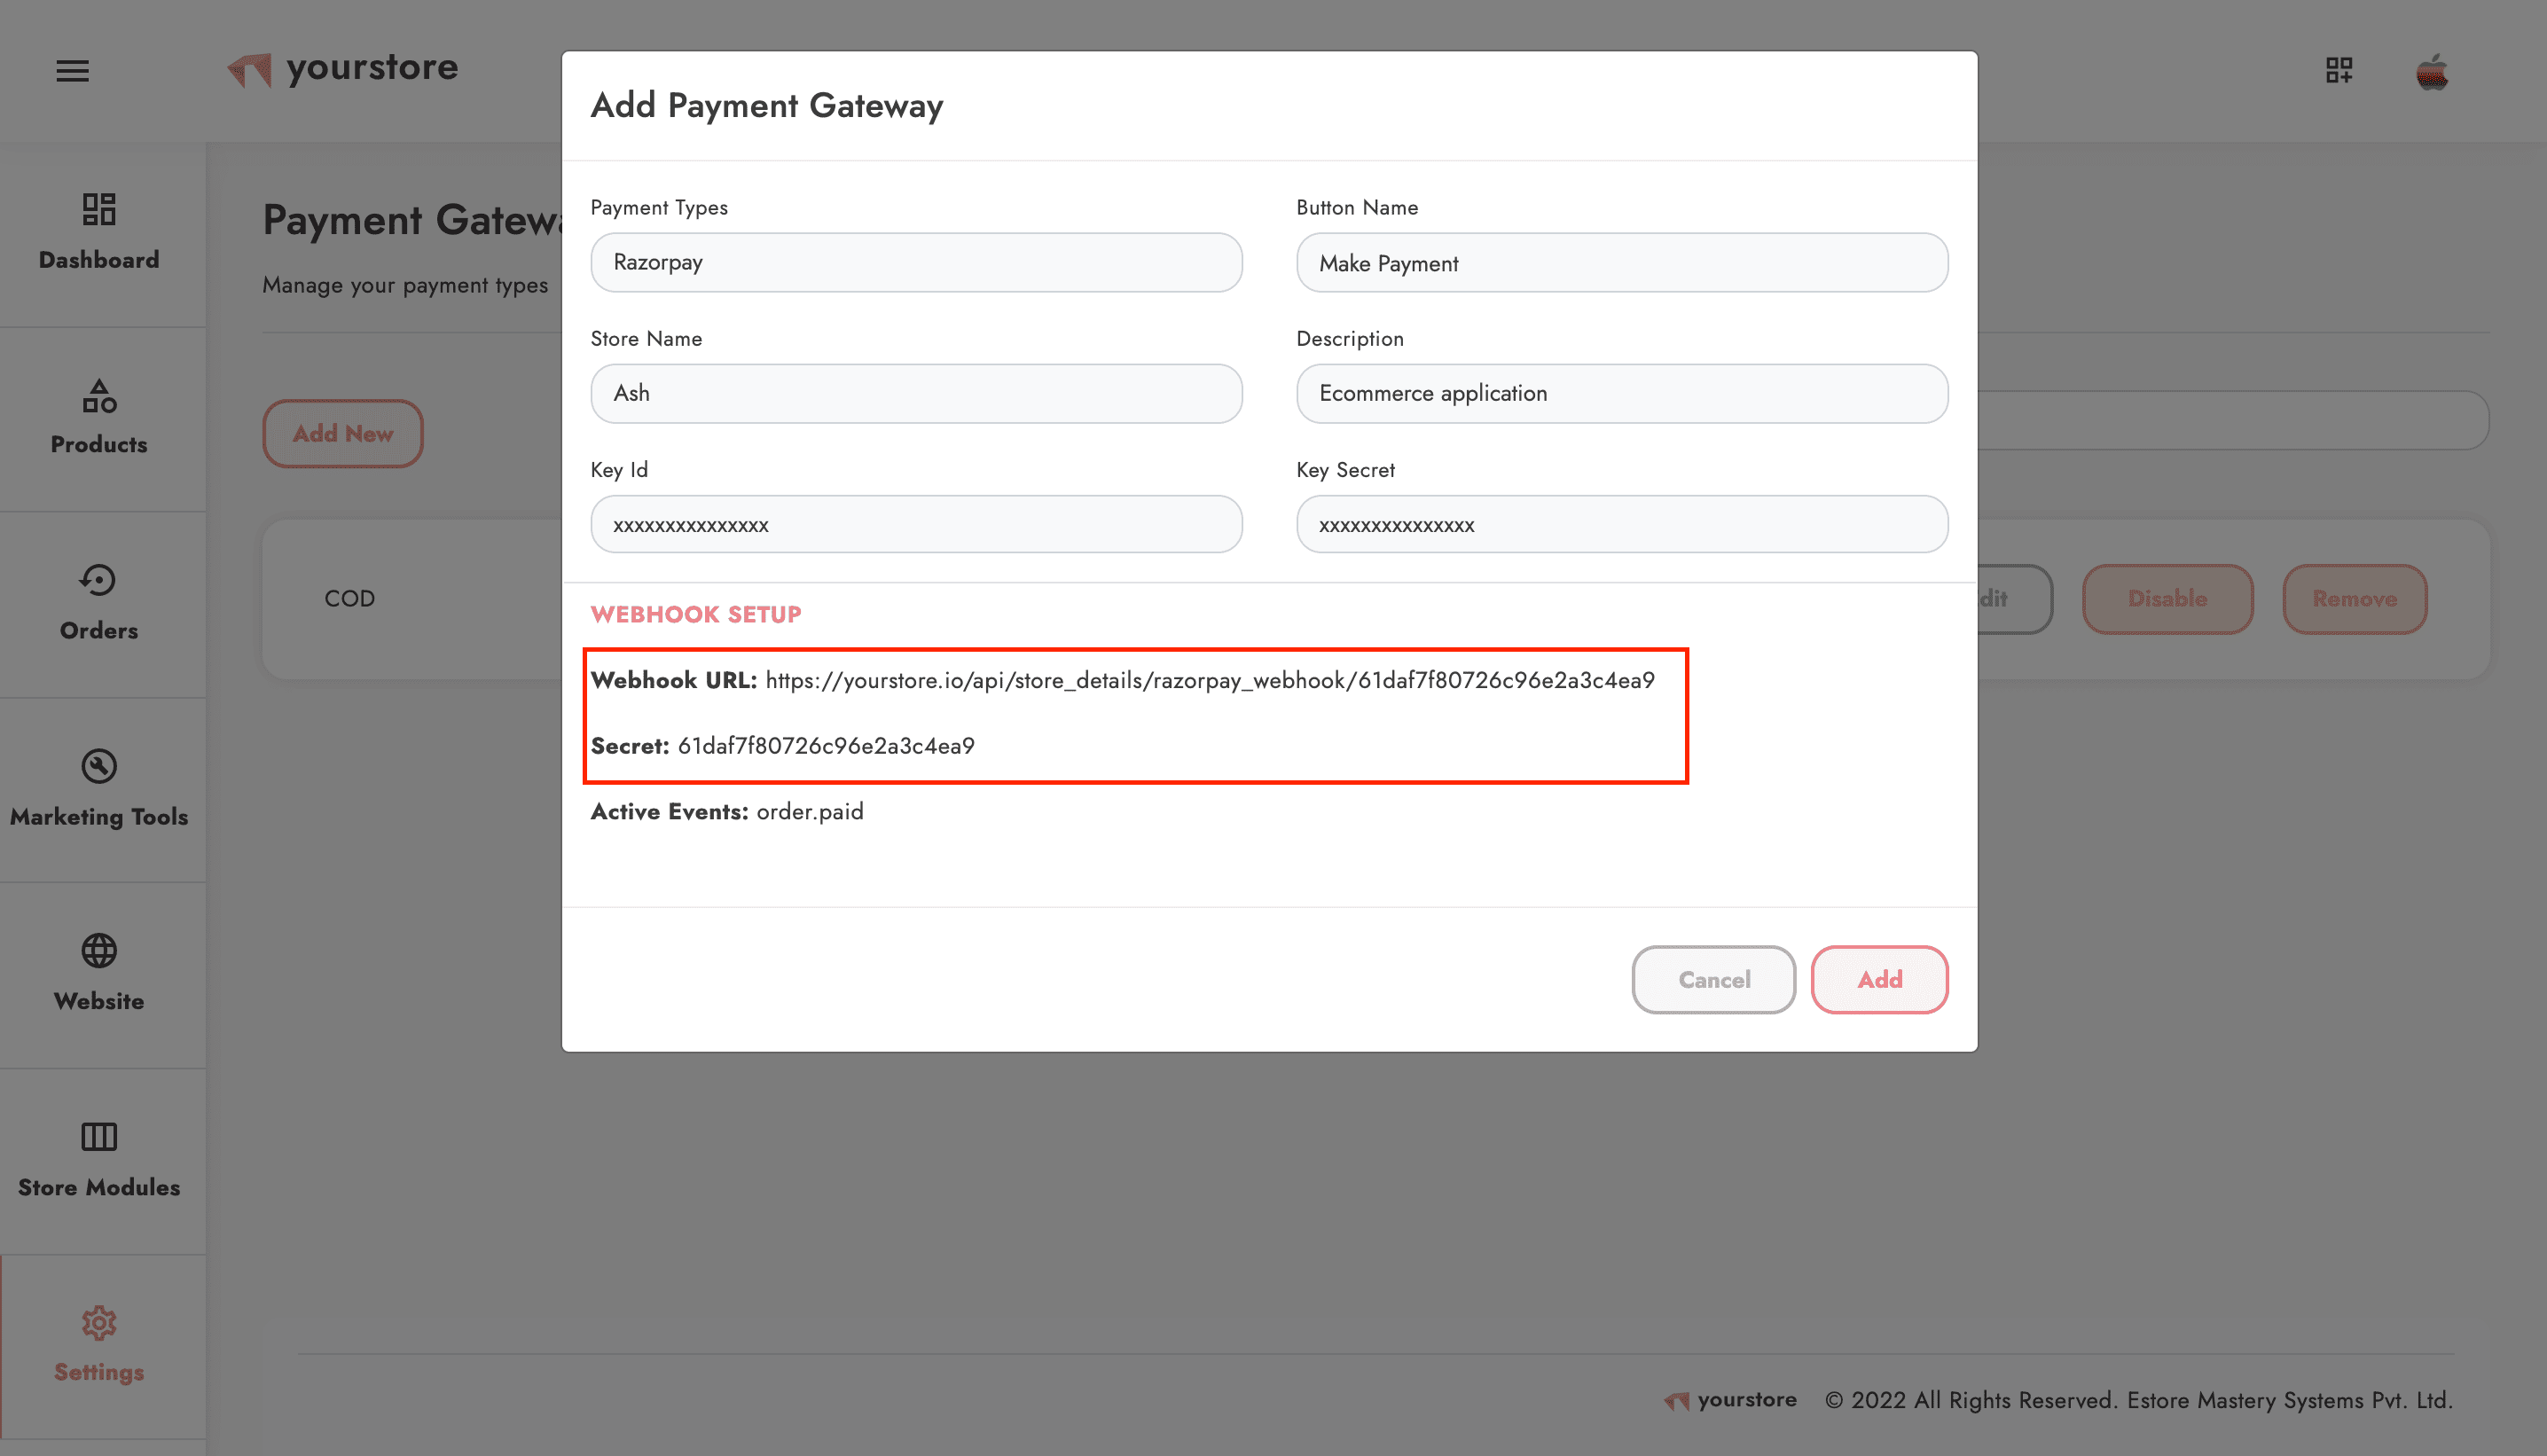 yourstore
Dashboard
Products
Orders
Marketing Tools
Website
Store Modules
Settings
Payment
Manage your payment types
Add New
COD
Disable
Remove
Add Payment Gateway
Payment Types
Button Name
Razorpay
Make Payment
Store Name
Description
Ash
Ecommerce application
Key Id
Key Secret
xxxxxxxxxxxxxxx
xxxxxxxxxxxxxxx
WEBHOOK SETUP
Webhook URL: https://yourstore.io/api/store_details/razorpay_webhook/61daf7f80726c96e2a3c4ea9
Secret: 61daf7f80726c96e2a3c4ea9
Active Events: order.paid
Cancel
Add
yourstore © 2022 All Rights Reserved. Estore Mastery Systems Pvt. Ltd.